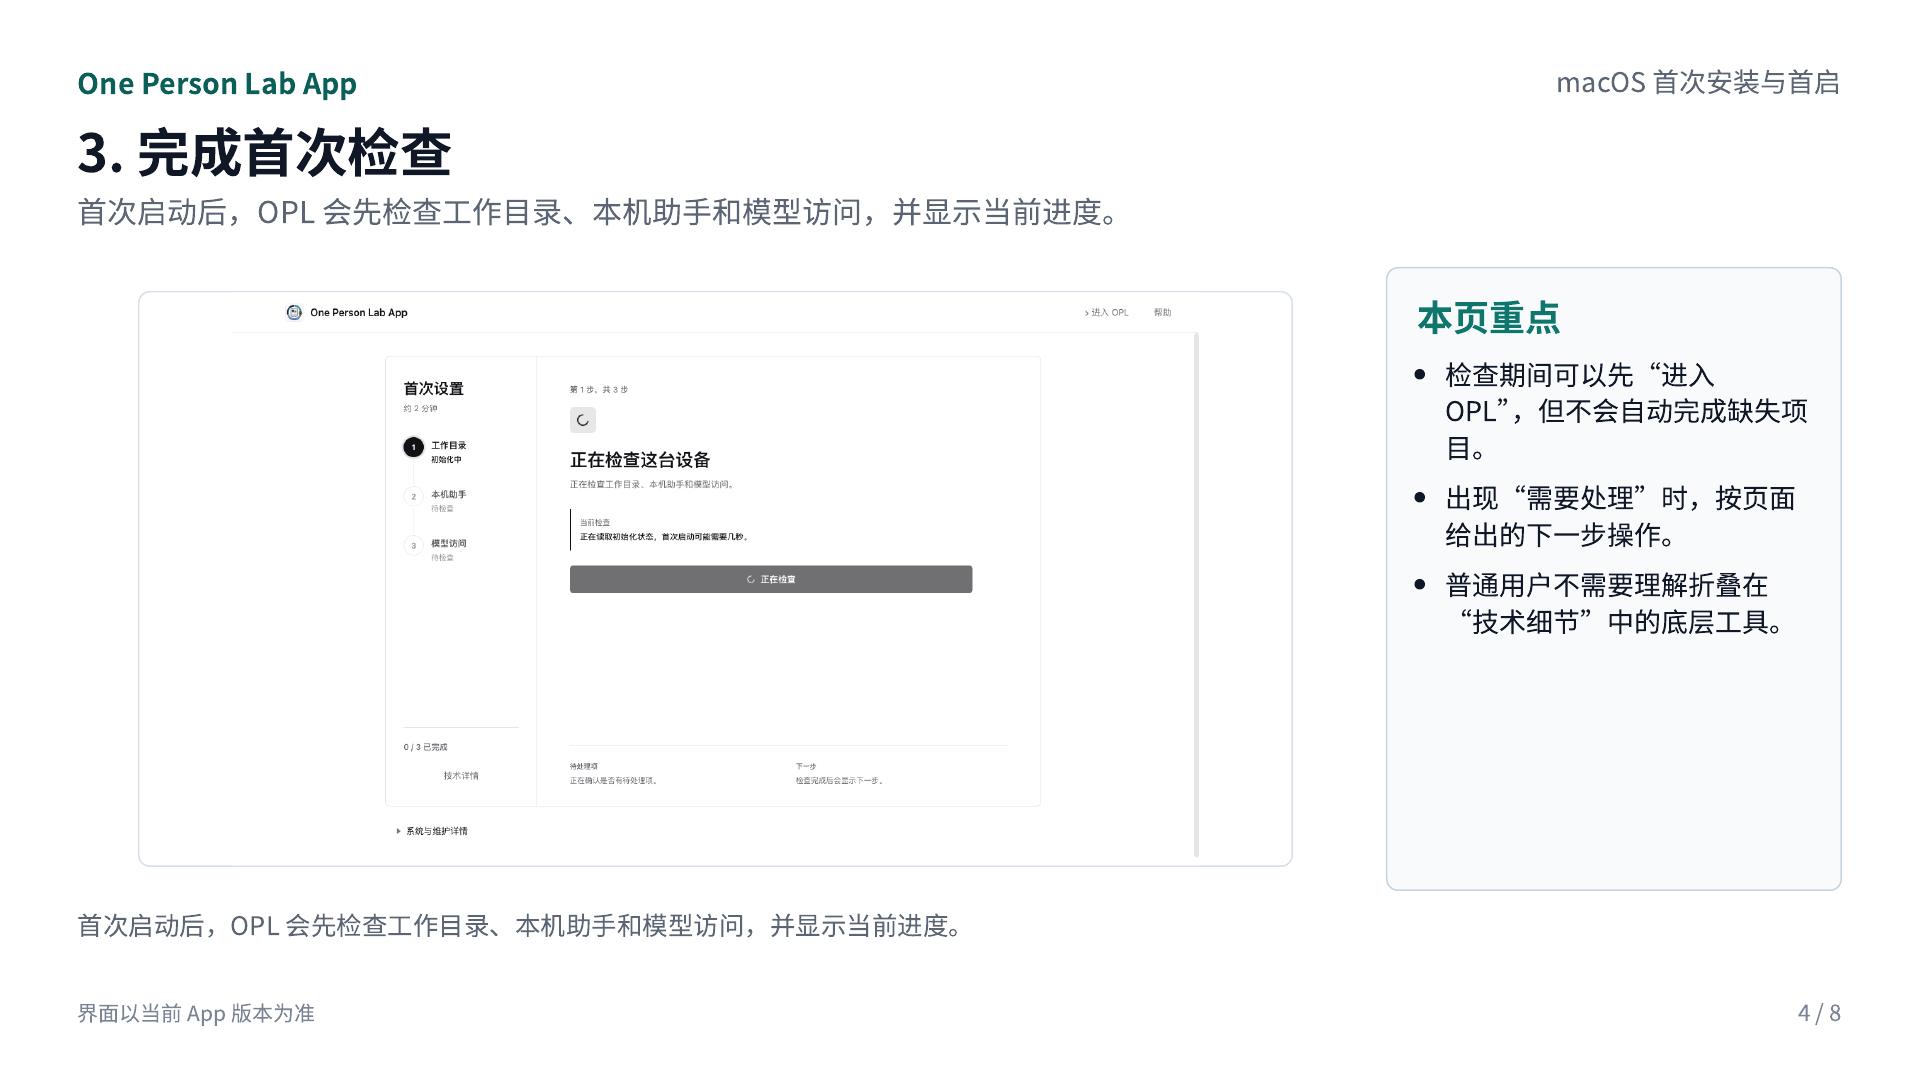 One Person Lab App
macOS 首次安装与首启
3. 完成首次检查
首次启动后，OPL 会先检查工作目录、本机助手和模型访问，并显示当前进度。
One Person Lab App
进入 OPL
帮助
首次设置
约 2 分钟
1
工作目录
初始化中
2
本机助手
待检查
3
模型访问
待检查
0 / 3 已完成
技术详情
第 1 步，共 3 步
正在检查这台设备
正在检查工作目录、本机助手和模型访问。
当前检查
正在读取初始化状态，首次启动可能需要几秒。
正在检查
待处理项
正在确认是否有待处理项。
下一步
检查完成后会显示下一步。
系统与维护详情
本页重点
• 检查期间可以先“进入
OPL”，但不会自动完成缺失项
目。
• 出现“需要处理”时，按页面
给出的下一步操作。
• 普通用户不需要理解折叠在
“技术细节”中的底层工具。
首次启动后，OPL 会先检查工作目录、本机助手和模型访问，并显示当前进度。
界面以当前 App 版本为准
4 / 8